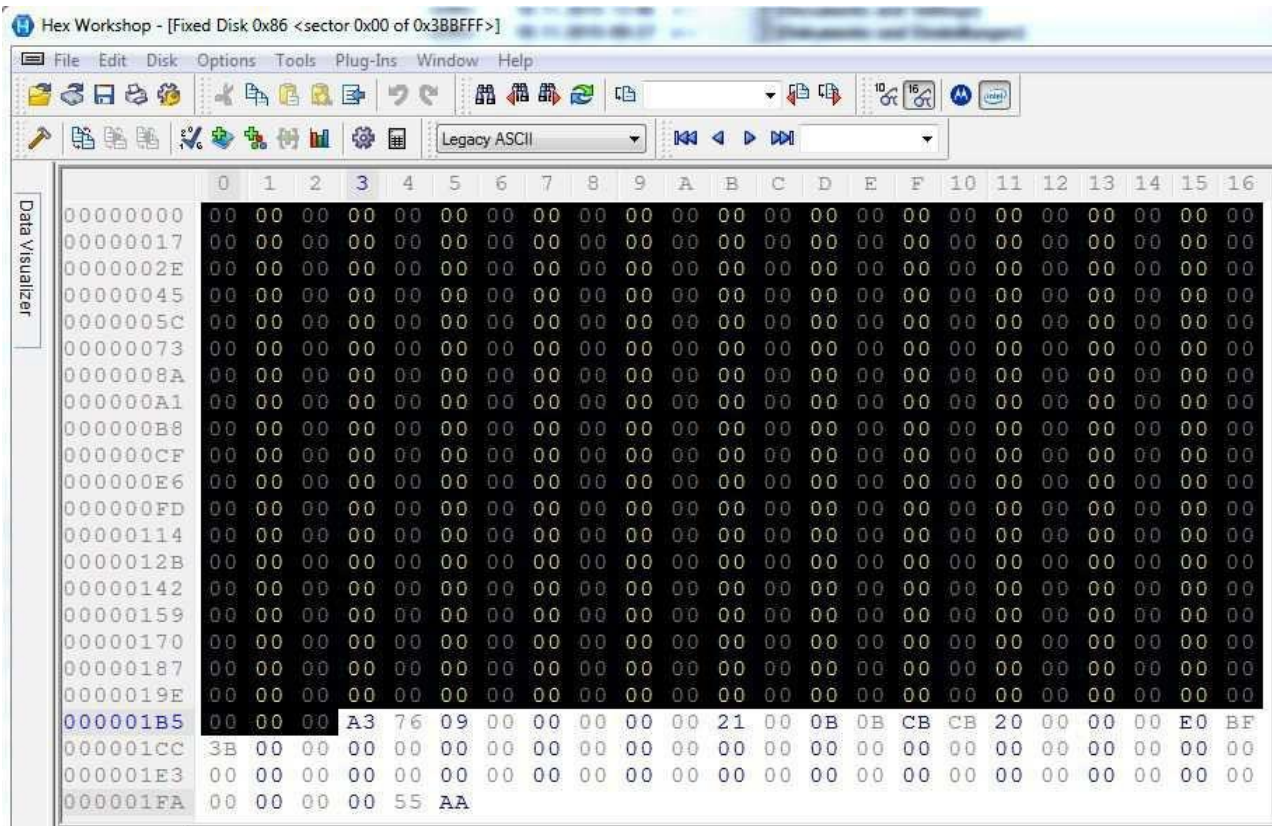 Hex Workshop - [Fixed Disk 0x86 <sector 0x00 of 0x3BBFFF>]
File Edit Disk Options Tools Plug-Ins Window Help
Legacy ASCII
Data Visualizer
0 1 2 3 4 5 6 7 8 9 A B C D E F 10 11 12 13 14 15 16
00000000 00 00 00 00 00 00 00 00 00 00 00 00 00 00 00 00 00 00 00 00 00 00 00
00000017 00 00 00 00 00 00 00 00 00 00 00 00 00 00 00 00 00 00 00 00 00 00 00
0000002E 00 00 00 00 00 00 00 00 00 00 00 00 00 00 00 00 00 00 00 00 00 00 00
00000045 00 00 00 00 00 00 00 00 00 00 00 00 00 00 00 00 00 00 00 00 00 00 00
0000005C 00 00 00 00 00 00 00 00 00 00 00 00 00 00 00 00 00 00 00 00 00 00 00
00000073 00 00 00 00 00 00 00 00 00 00 00 00 00 00 00 00 00 00 00 00 00 00 00
0000008A 00 00 00 00 00 00 00 00 00 00 00 00 00 00 00 00 00 00 00 00 00 00 00
000000A1 00 00 00 00 00 00 00 00 00 00 00 00 00 00 00 00 00 00 00 00 00 00 00
000000B8 00 00 00 00 00 00 00 00 00 00 00 00 00 00 00 00 00 00 00 00 00 00 00
000000CF 00 00 00 00 00 00 00 00 00 00 00 00 00 00 00 00 00 00 00 00 00 00 00
000000E6 00 00 00 00 00 00 00 00 00 00 00 00 00 00 00 00 00 00 00 00 00 00 00
000000FD 00 00 00 00 00 00 00 00 00 00 00 00 00 00 00 00 00 00 00 00 00 00 00
00000114 00 00 00 00 00 00 00 00 00 00 00 00 00 00 00 00 00 00 00 00 00 00 00
0000012B 00 00 00 00 00 00 00 00 00 00 00 00 00 00 00 00 00 00 00 00 00 00 00
00000142 00 00 00 00 00 00 00 00 00 00 00 00 00 00 00 00 00 00 00 00 00 00 00
00000159 00 00 00 00 00 00 00 00 00 00 00 00 00 00 00 00 00 00 00 00 00 00 00
00000170 00 00 00 00 00 00 00 00 00 00 00 00 00 00 00 00 00 00 00 00 00 00 00
00000187 00 00 00 00 00 00 00 00 00 00 00 00 00 00 00 00 00 00 00 00 00 00 00
0000019E 00 00 00 00 00 00 00 00 00 00 00 00 00 00 00 00 00 00 00 00 00 00 00
000001B5 00 00 00 A3 76 09 00 00 00 00 00 21 00 0B 0B CB CB 20 00 00 00 E0 BF
000001CC 3B 00 00 00 00 00 00 00 00 00 00 00 00 00 00 00 00 00 00 00 00 00 00
000001E3 00 00 00 00 00 00 00 00 00 00 00 00 00 00 00 00 00 00 00 00 00 00 00
000001FA 00 00 00 00 55 AA